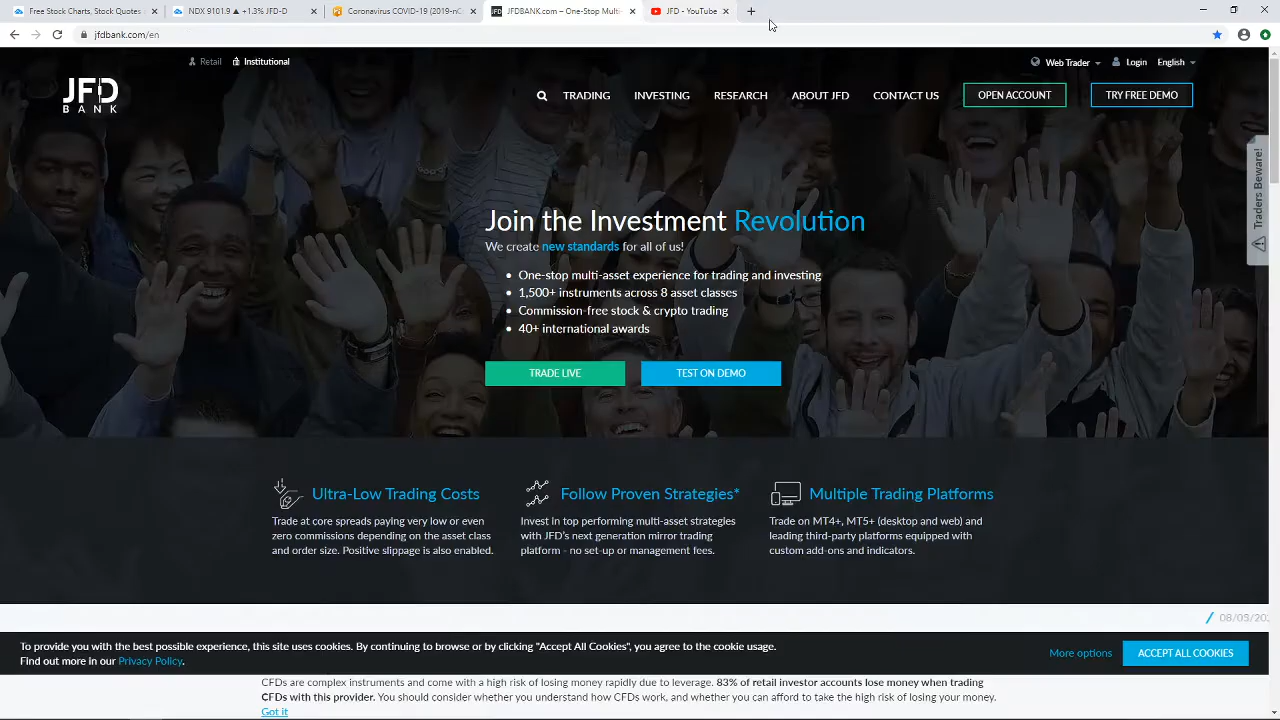 Free Stock Charts, Stock Quotes
NDX 9101.9 ▲ +1.3% JFD-D
Coronavirus COVID-19 (2019-nC
JFDBANK.com – One-Stop Multi-
JFD - YouTube
jfdbank.com/en
Retail
Institutional
Web Trader
Login
English
JFD
BANK
TRADING
INVESTING
RESEARCH
ABOUT JFD
CONTACT US
OPEN ACCOUNT
TRY FREE DEMO
Traders Beware!
Join the Investment Revolution
We create new standards for all of us!
• One-stop multi-asset experience for trading and investing
• 1,500+ instruments across 8 asset classes
• Commission-free stock & crypto trading
• 40+ international awards
TRADE LIVE
TEST ON DEMO
Ultra-Low Trading Costs
Trade at core spreads paying very low or even
zero commissions depending on the asset class
and order size. Positive slippage is also enabled.
Follow Proven Strategies*
Invest in top performing multi-asset strategies
with JFD's next generation mirror trading
platform - no set-up or management fees.
Multiple Trading Platforms
Trade on MT4+, MT5+ (desktop and web) and
leading third-party platforms equipped with
custom add-ons and indicators.
08/05/202
To provide you with the best possible experience, this site uses cookies. By continuing to browse or by clicking "Accept All Cookies", you agree to the cookie usage.
Find out more in our Privacy Policy.
More options
ACCEPT ALL COOKIES
CFDs are complex instruments and come with a high risk of losing money rapidly due to leverage. 83% of retail investor accounts lose money when trading
CFDs with this provider. You should consider whether you understand how CFDs work, and whether you can afford to take the high risk of losing your money.
Got it